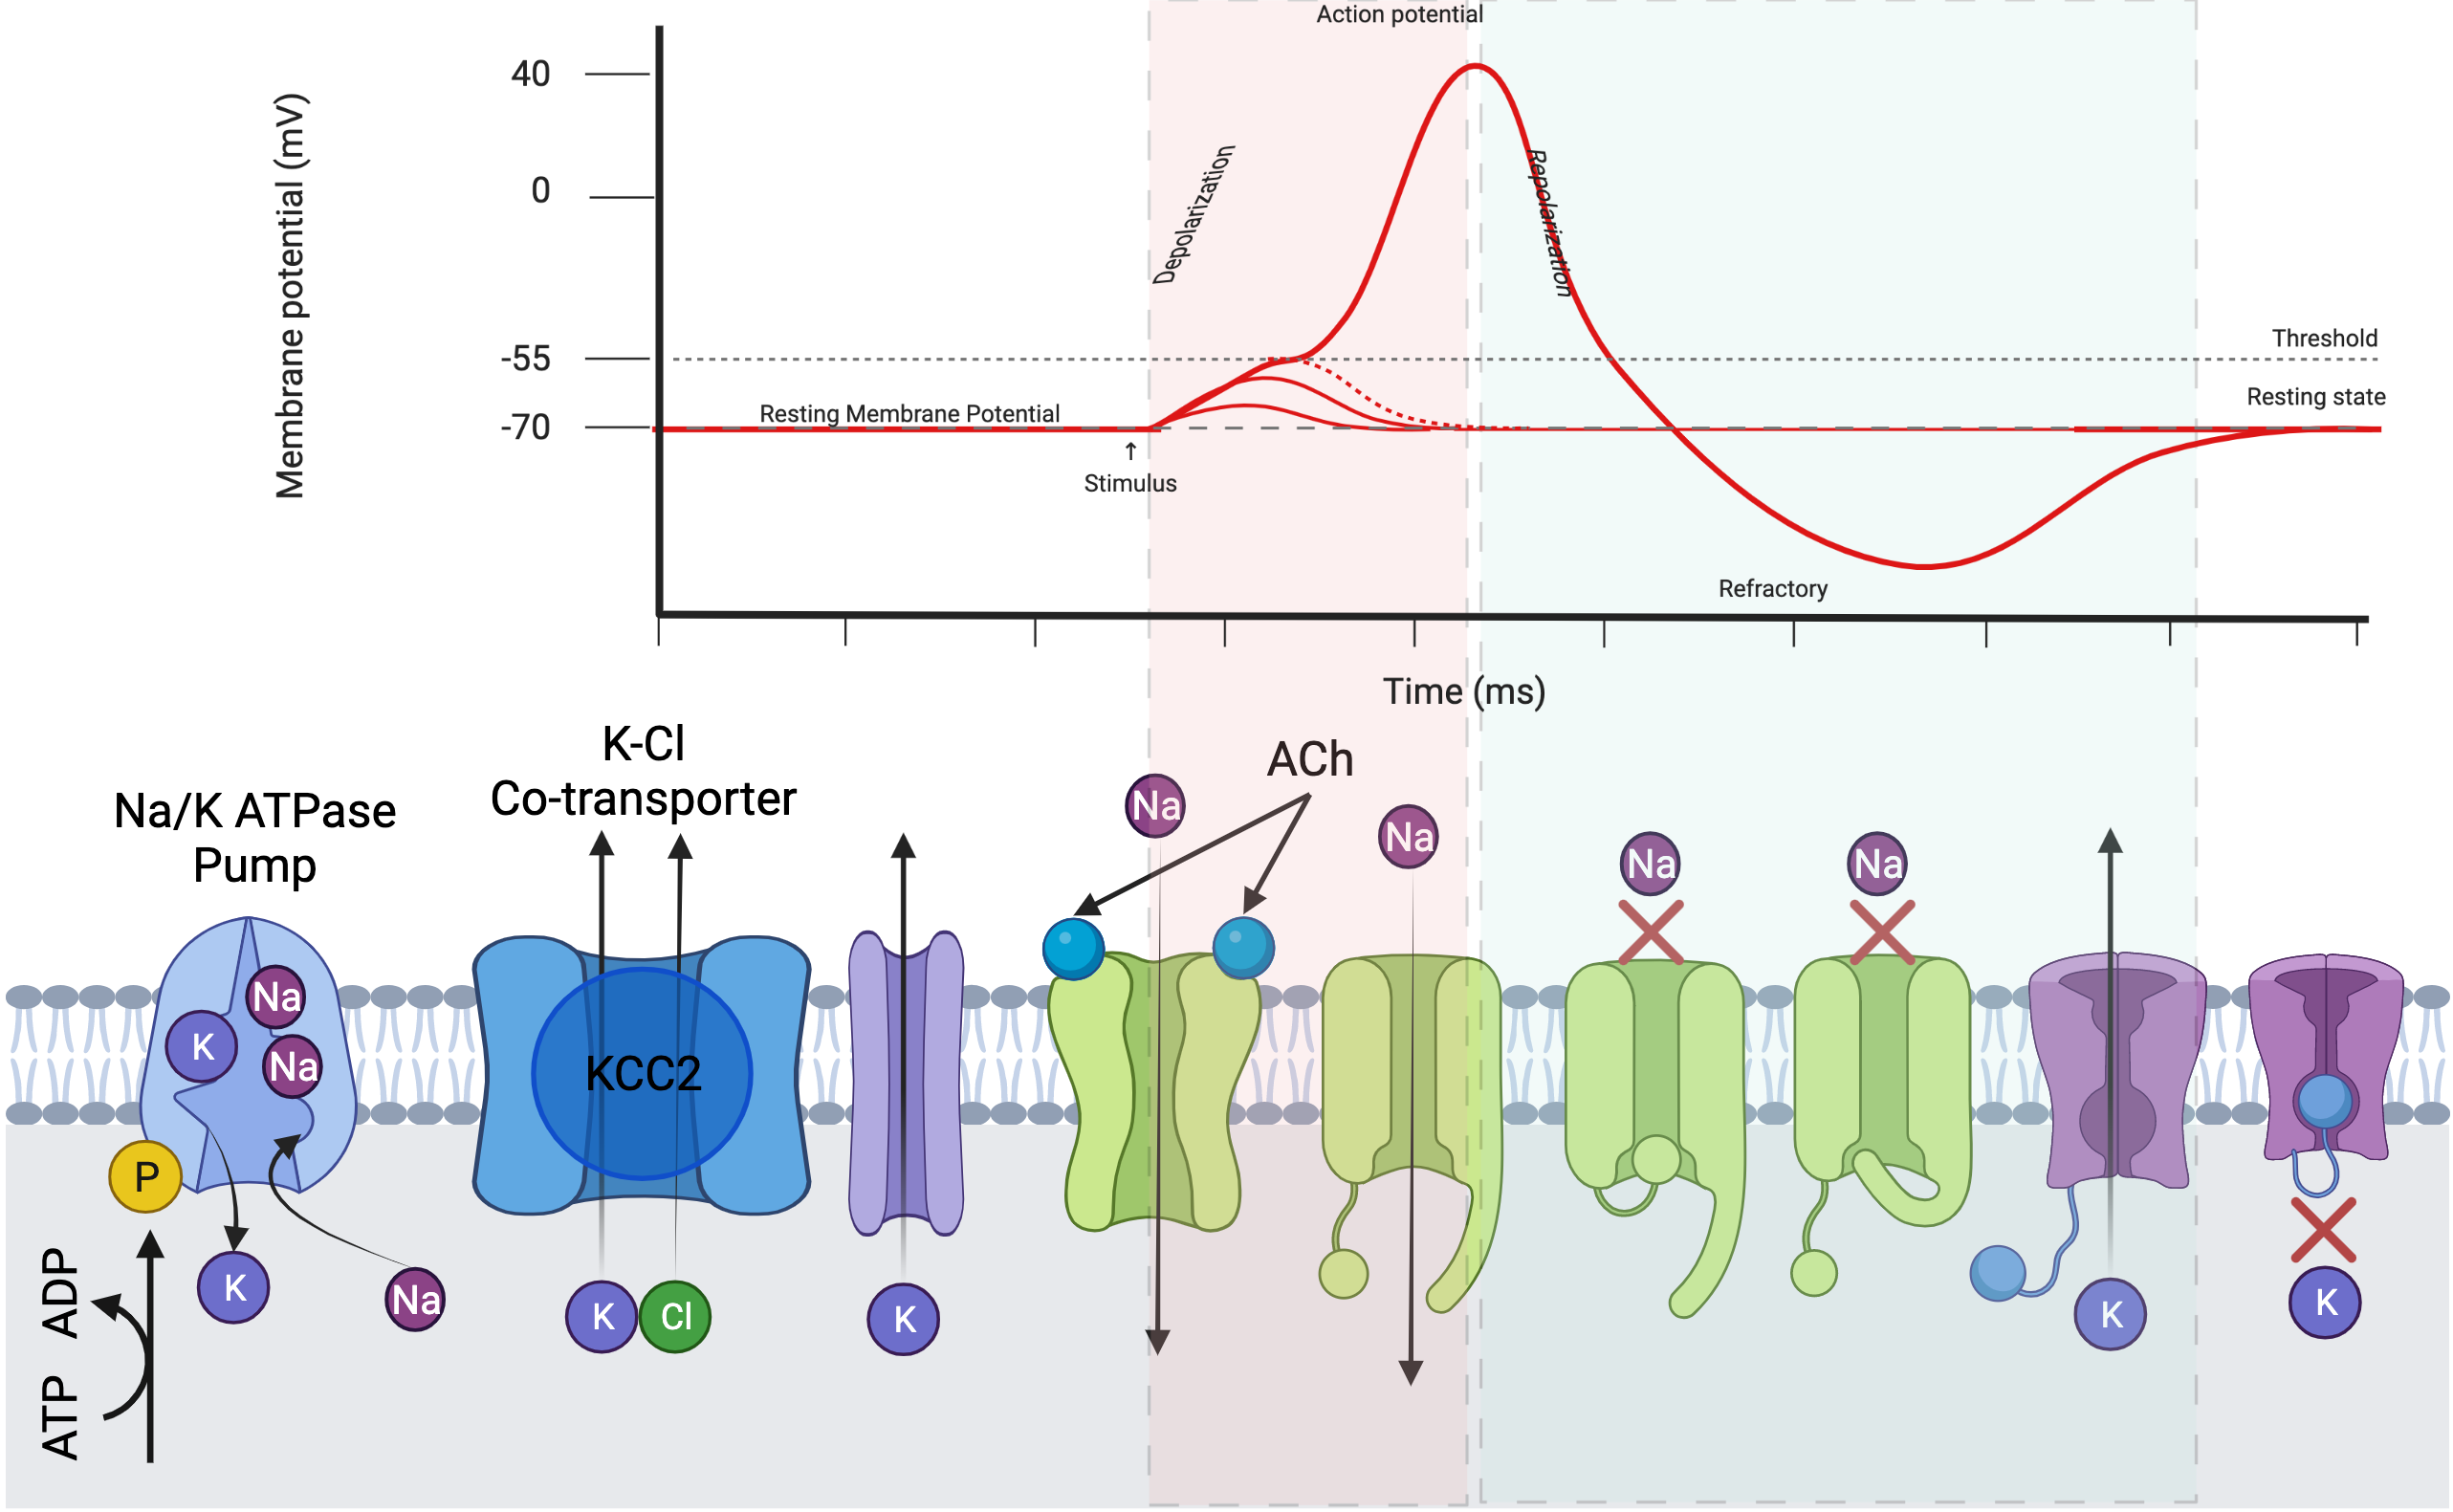 Action potential
40
0
-55
-70
Membrane potential (mV)
Depolarization
Repolarization
Threshold
Resting state
Resting Membrane Potential
↑
Stimulus
Refractory
Time (ms)
Na/K ATPase
Pump
K-Cl
Co-transporter
ACh
Na
Na
Na
Na
Na
K
Na
KCC2
P
K
Na
K
Cl
K
K
K
ATP
ADP